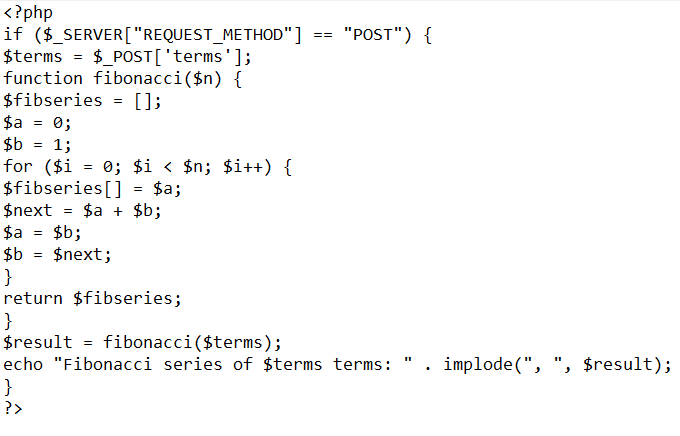 <?php
if ($_SERVER["REQUEST_METHOD"] == "POST") {
$terms = $_POST['terms'];
function fibonacci($n) {
$fibseries = [];
$a = 0;
$b = 1;
for ($i = 0; $i < $n; $i++) {
$fibseries[] = $a;
$next = $a + $b;
$a = $b;
$b = $next;
}
return $fibseries;
}
$result = fibonacci($terms);
echo "Fibonacci series of $terms terms: " . implode(", ", $result);
}
?>